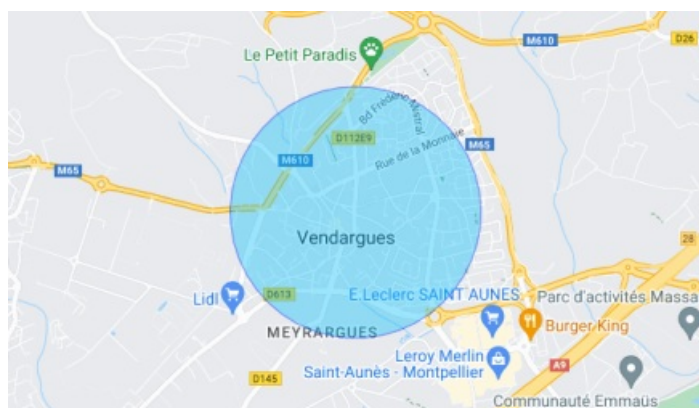 M610
D26
Le Petit Paradis
Bd Frédéric Mistral
D112E9
Rue de la Monnaie
M65
M610
M65
Vendargues
28
Lidl
D613
E.Leclerc SAINT AUNES
Parc d'activités Massa
MEYRARGUES
Burger King
Leroy Merlin
Saint-Aunès - Montpellier
A9
D145
Communauté Emmaüs